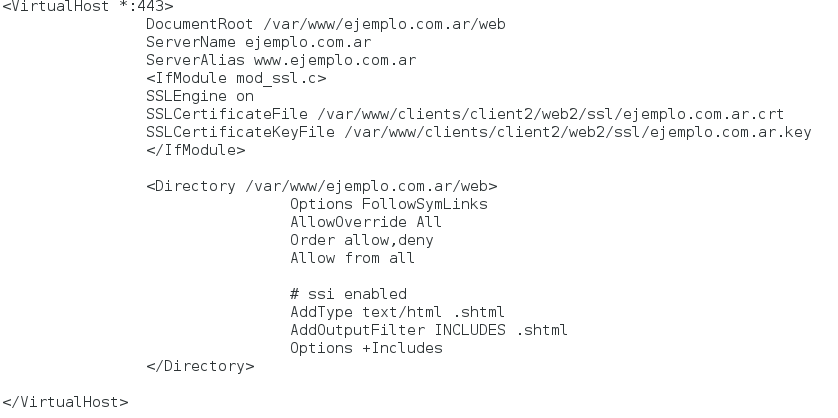 <VirtualHost *:443>
DocumentRoot /var/www/ejemplo.com.ar/web
ServerName ejemplo.com.ar
ServerAlias www.ejemplo.com.ar
<IfModule mod_ssl.c>
SSLEngine on
SSLCertificateFile /var/www/clients/client2/web2/ssl/ejemplo.com.ar.crt
SSLCertificateKeyFile /var/www/clients/client2/web2/ssl/ejemplo.com.ar.key
</IfModule>
<Directory /var/www/ejemplo.com.ar/web>
Options FollowSymLinks
AllowOverride All
Order allow,deny
Allow from all
# ssi enabled
AddType text/html .shtml
AddOutputFilter INCLUDES .shtml
Options +Includes
</Directory>
</VirtualHost>